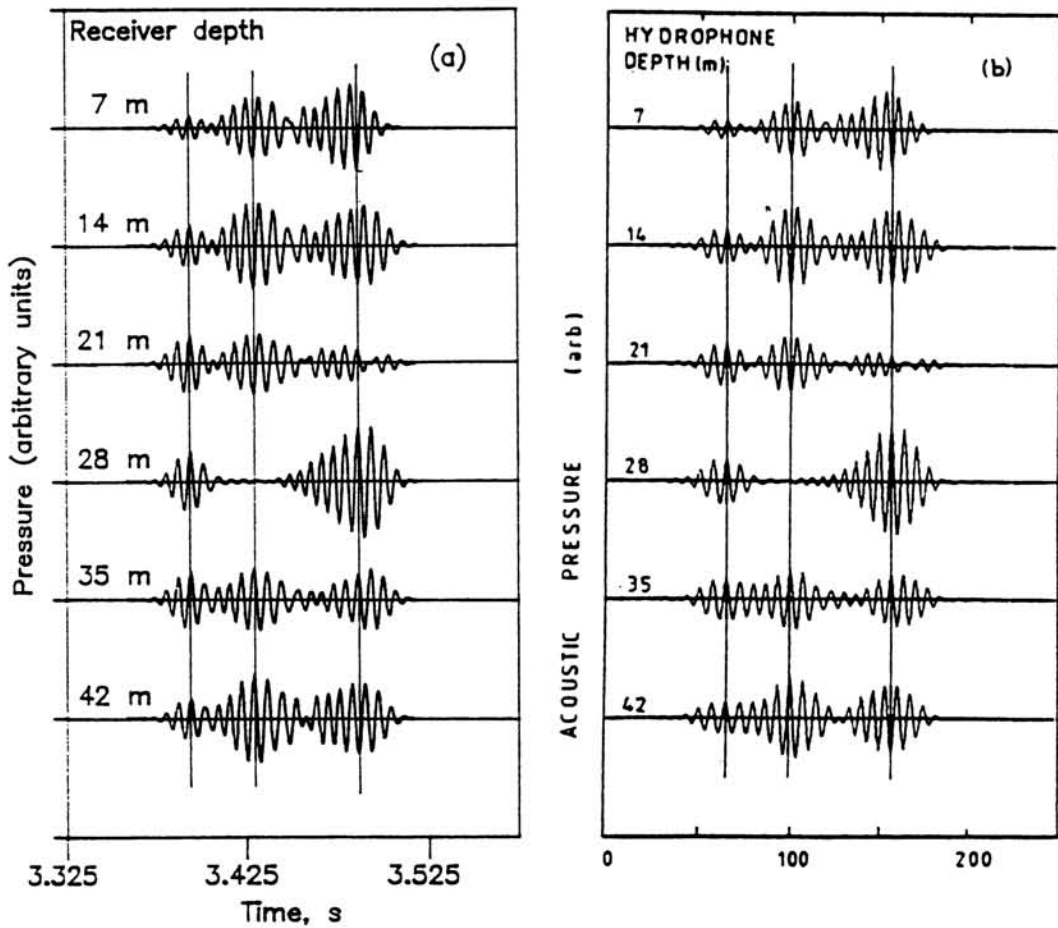 Receiver depth
(a)
7 m
14 m
21 m
28 m
35 m
42 m
Pressure (arbitrary units)
3.325
3.425
3.525
Time, s
HYDROPHONE
DEPTH (m)
(b)
7
14
21
28
35
42
ACOUSTIC PRESSURE (arb)
0
100
200